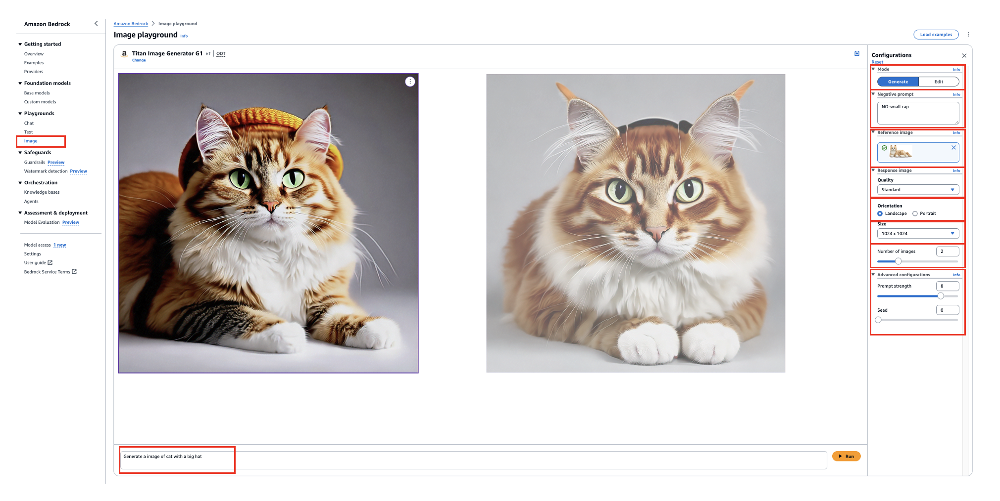 Amazon Bedrock
Getting started
Overview
Examples
Providers
Foundation models
Base models
Custom models
Playgrounds
Chat
Text
Image
Safeguards
Guardrails Preview
Watermark detection Preview
Orchestration
Knowledge bases
Agents
Assessment & deployment
Model Evaluation Preview
Model access 1 new
Settings
User guide
Bedrock Service Terms
Amazon Bedrock Image playground
Image playground Info
Load examples
a Titan Image Generator G1 v1 | ODT
Change
Generate a image of cat with a big hat
Run
Configurations
Reset
Mode Info
Generate Edit
Negative prompt Info
NO small cap
Reference image Info
Response image Info
Quality
Standard
Orientation
Landscape Portrait
Size
1024 x 1024
Number of images 2
Advanced configurations Info
Prompt strength 8
Seed 0